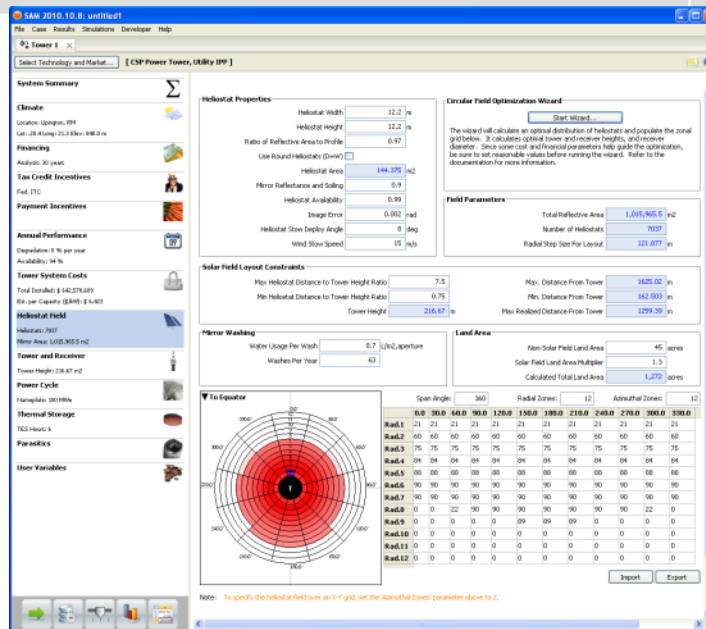 SAM 2010.10.8: untitled1
File Case Results Simulations Developer Help
Tower 1 ×
Select Technology and Market... [ CSP Power Tower, Utility IPP ]
System Summary
Climate
Location: Upington, RM
Lat: -28.4 Long: 21.3 Elev: 848.0 m
Financing
Analysis: 30 years
Tax Credit Incentives
Fed. ITC
Payment Incentives
Annual Performance
Degradation: 0 % per year
Availability: 94 %
Tower System Costs
Total Installed: $ 642,578,689
Est. per Capacity ($/kW): $ 6,423
Heliostat Field
Heliostats: 7037
Mirror Area: 1,015,965.5 m2
Tower and Receiver
Tower Height: 216.67 m
Power Cycle
Nameplate: 100 MWe
Thermal Storage
TES Hours: 6
Parasitics
User Variables
Heliostat Properties
Heliostat Width 12.2 m
Heliostat Height 12.2 m
Ratio of Reflective Area to Profile 0.97
Use Round Heliostats (D=W)
Heliostat Area 144.375 m2
Mirror Reflectance and Soiling 0.9
Heliostat Availability 0.99
Image Error 0.002 rad
Heliostat Stow Deploy Angle 8 deg
Wind Stow Speed 15 m/s
Circular Field Optimization Wizard
Start Wizard...
The wizard will calculate an optimal distribution of heliostats and populate the zonal
grid below. It calculates optimal tower and receiver heights, and receiver
diameter. Since some cost and financial parameters help guide the optimization,
be sure to set reasonable values before running the wizard. Refer to the
documentation for more information.
Field Parameters
Total Reflective Area 1,015,965.5 m2
Number of Heliostats 7037
Radial Step Size For Layout 121.877 m
Solar Field Layout Constraints
Max Heliostat Distance to Tower Height Ratio 7.5
Min Heliostat Distance to Tower Height Ratio 0.75
Tower Height 216.67 m
Max. Distance From Tower 1625.02 m
Min. Distance From Tower 162.503 m
Max Realized Distance From Tower 1259.39 m
Mirror Washing
Water Usage Per Wash 0.7 L/m2,aperture
Washes Per Year 63
Land Area
Non-Solar Field Land Area 45 acres
Solar Field Land Area Multiplier 1.3
Calculated Total Land Area 1,272 acres
▼ To Equator
T
Span Angle: 360 Radial Zones: 12 Azimuthal Zones: 12
0.0 30.0 60.0 90.0 120.0 150.0 180.0 210.0 240.0 270.0 300.0 330.0
Rad.1 21 21 21 21 21 21 21 21 21 21 21 21
Rad.2 60 60 60 60 60 60 60 60 60 60 60 60
Rad.3 75 75 75 75 75 75 75 75 75 75 75 75
Rad.4 84 84 84 84 84 84 84 84 84 84 84 84
Rad.5 88 88 88 88 88 88 88 88 88 88 88 88
Rad.6 90 90 90 90 90 90 90 90 90 90 90 90
Rad.7 90 90 90 90 90 90 90 90 90 90 90 90
Rad.8 0 0 22 90 90 90 90 90 90 90 22 0
Rad.9 0 0 0 0 0 89 89 89 0 0 0 0
Rad.10 0 0 0 0 0 0 0 0 0 0 0 0
Rad.11 0 0 0 0 0 0 0 0 0 0 0 0
Rad.12 0 0 0 0 0 0 0 0 0 0 0 0
Import Export
Note: To specify the heliostat field over an X-Y grid, set the 'Azimuthal Zones' parameter above to 2.